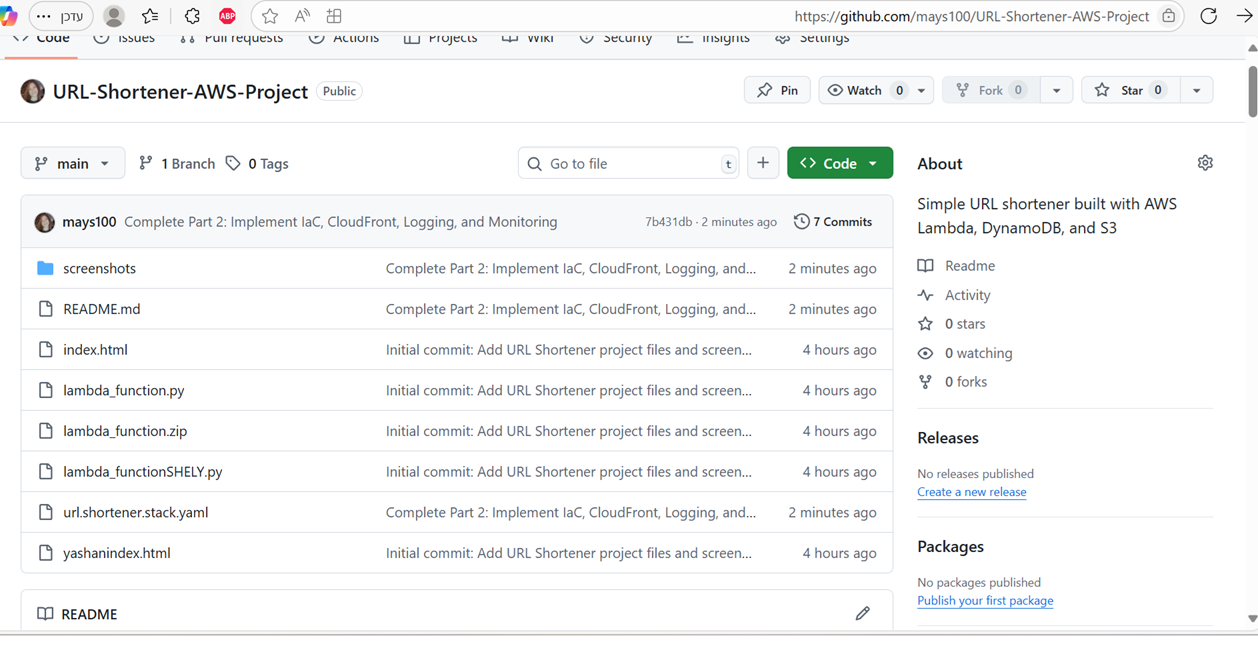 עדכן
ABP
https://github.com/mays100/URL-Shortener-AWS-Project
Code Issues Pull requests Actions Projects Wiki Security Insights Settings
URL-Shortener-AWS-Project Public
Pin Watch 0 Fork 0 Star 0
main 1 Branch 0 Tags Go to file t Code
About
mays100 Complete Part 2: Implement IaC, CloudFront, Logging, and Monitoring 7b431db · 2 minutes ago 7 Commits
Simple URL shortener built with AWS
Lambda, DynamoDB, and S3
screenshots Complete Part 2: Implement IaC, CloudFront, Logging, and... 2 minutes ago
README.md Complete Part 2: Implement IaC, CloudFront, Logging, and... 2 minutes ago
index.html Initial commit: Add URL Shortener project files and screen... 4 hours ago
lambda_function.py Initial commit: Add URL Shortener project files and screen... 4 hours ago
lambda_function.zip Initial commit: Add URL Shortener project files and screen... 4 hours ago
lambda_functionSHELY.py Initial commit: Add URL Shortener project files and screen... 4 hours ago
url.shortener.stack.yaml Complete Part 2: Implement IaC, CloudFront, Logging, and... 2 minutes ago
yashanindex.html Initial commit: Add URL Shortener project files and screen... 4 hours ago
README
Readme
Activity
0 stars
0 watching
0 forks
Releases
No releases published
Create a new release
Packages
No packages published
Publish your first package